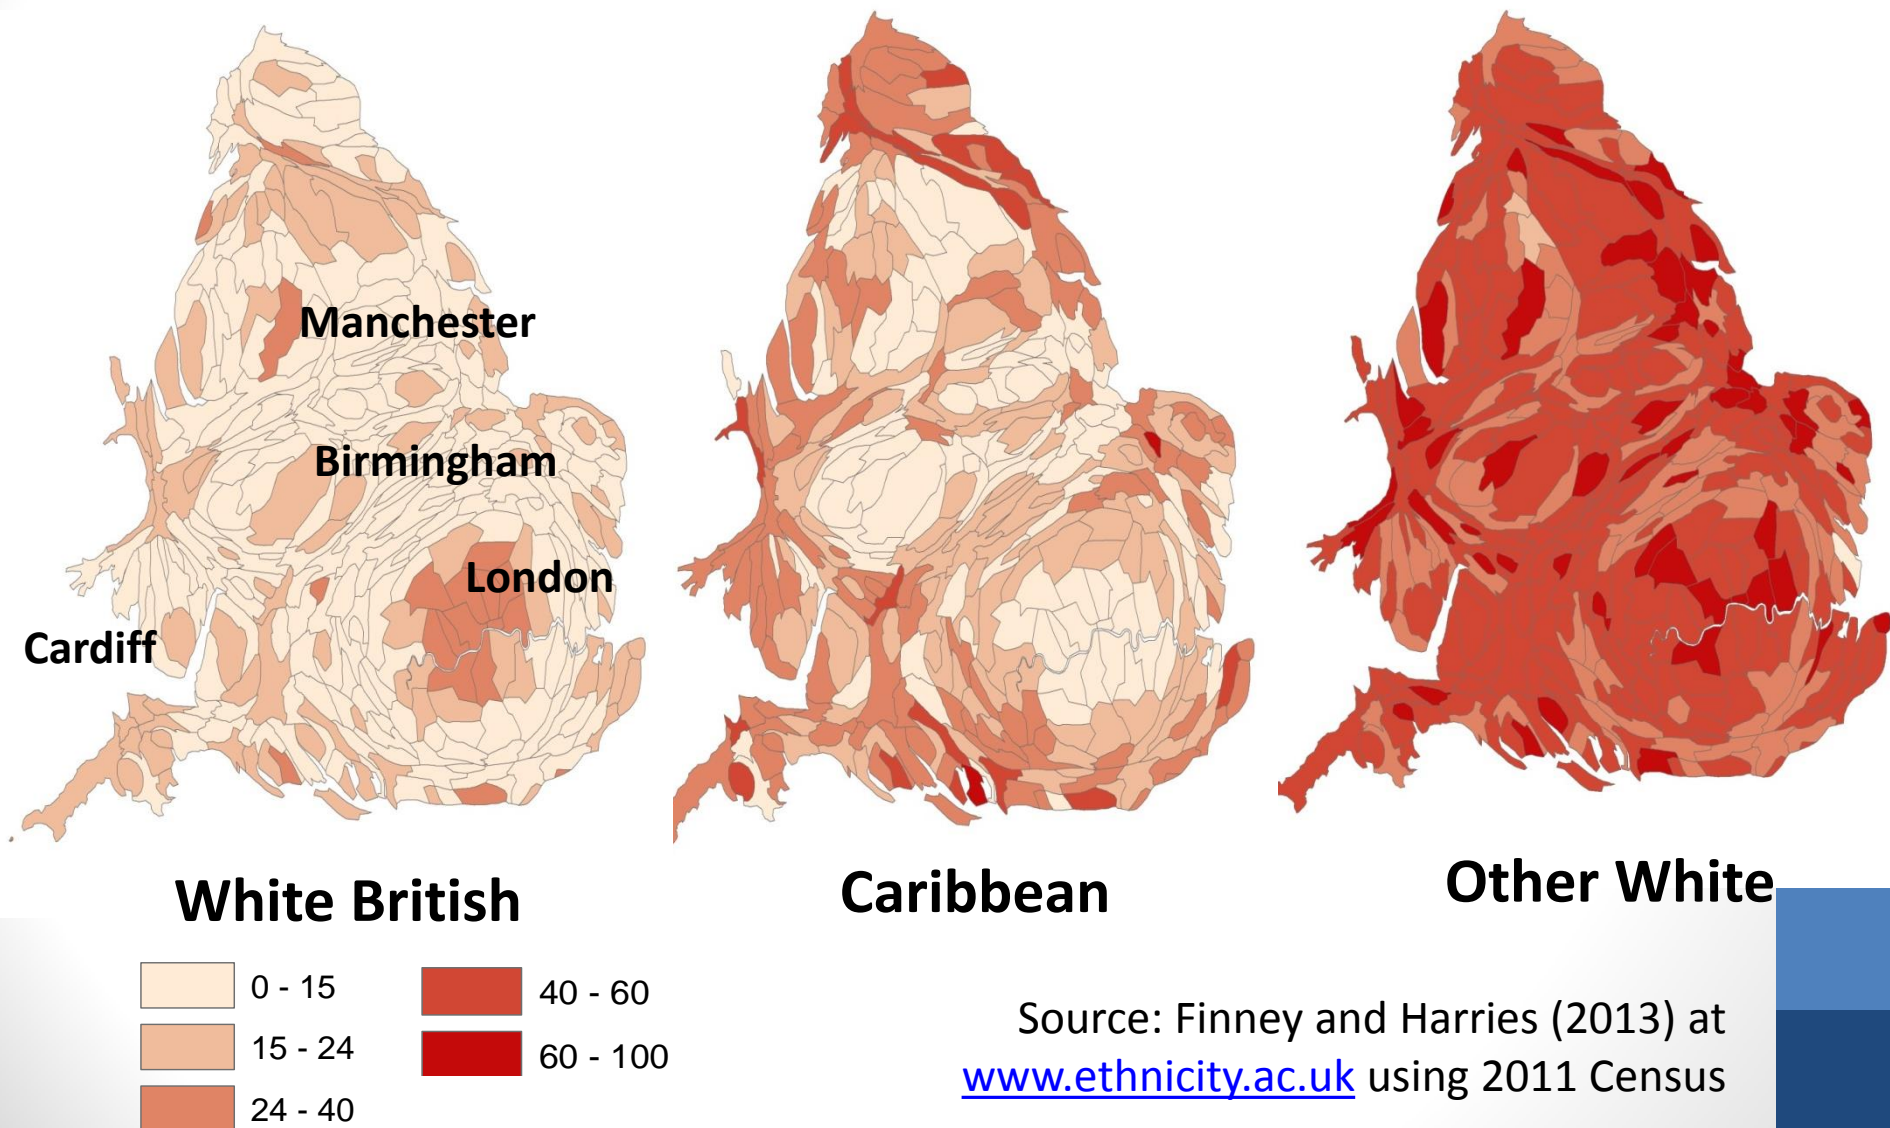 Manchester
Birmingham
London
Cardiff
White British
Caribbean
Other White
0 - 15
15 - 24
24 - 40
40 - 60
60 - 100
Source: Finney and Harries (2013) at
www.ethnicity.ac.uk using 2011 Census